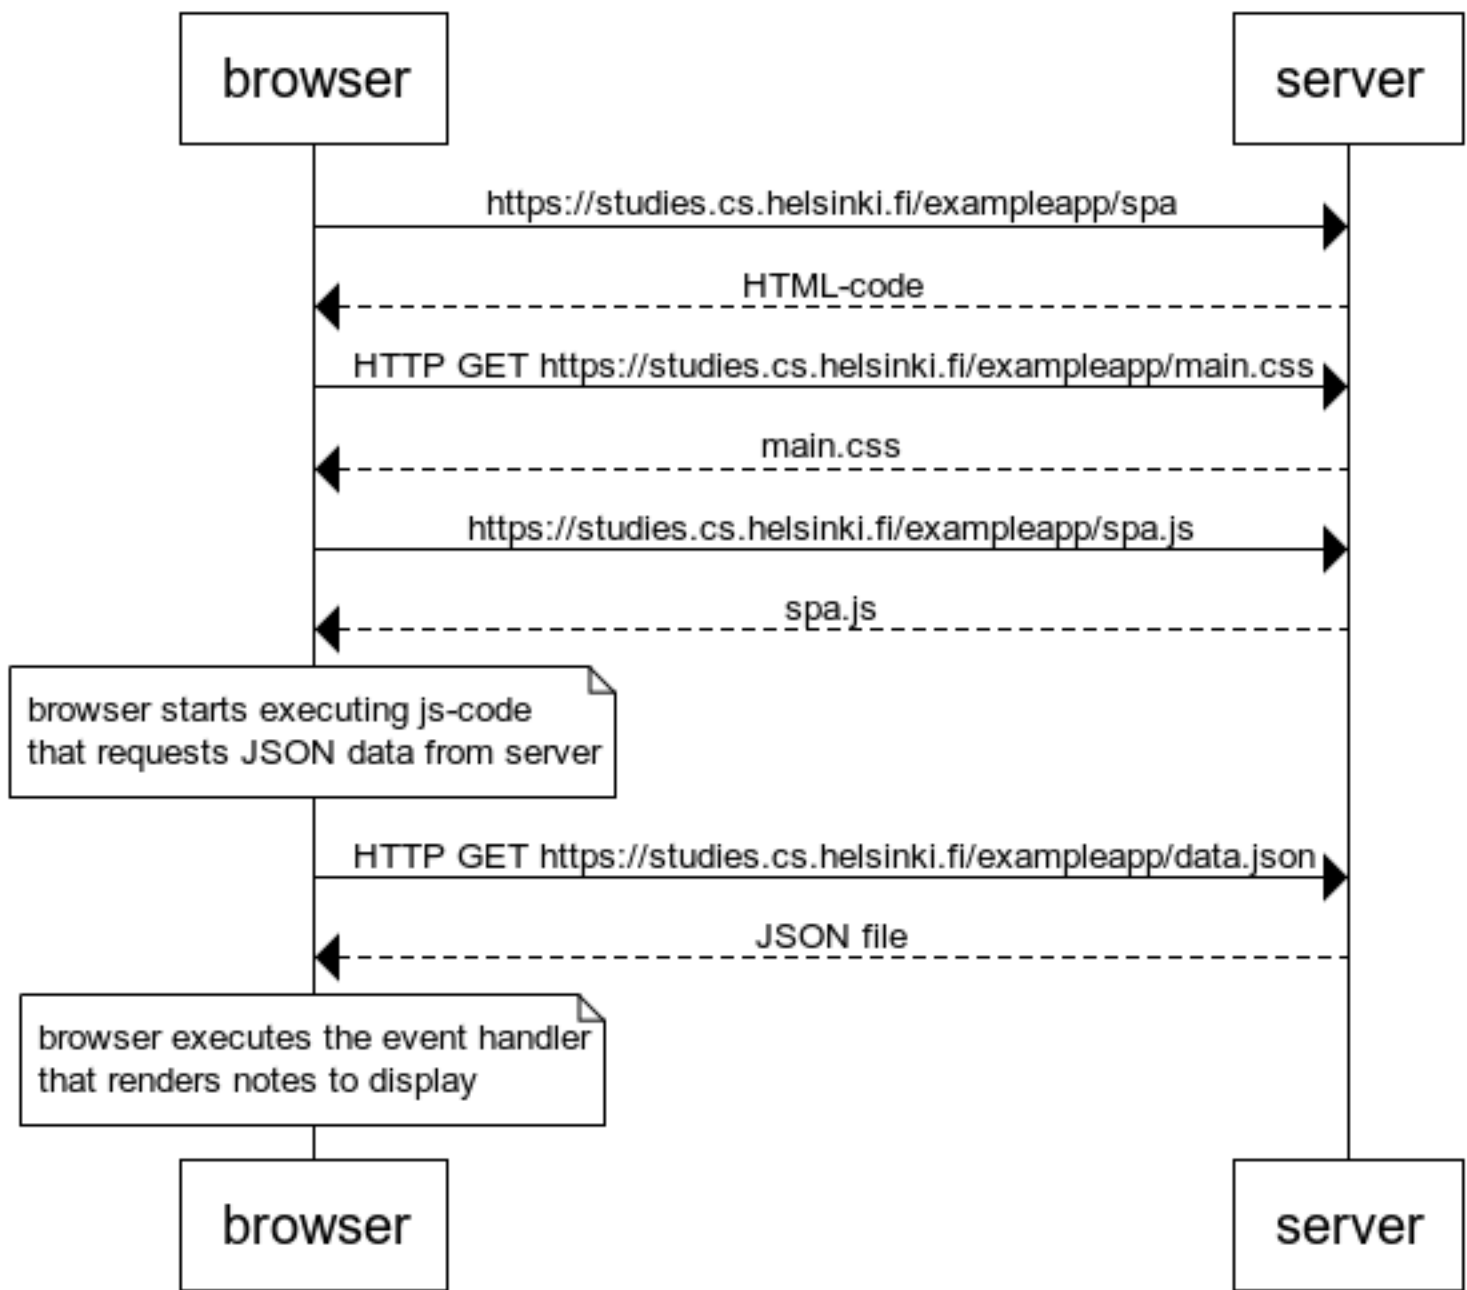 browser
server
https://studies.cs.helsinki.fi/exampleapp/spa
HTML-code
HTTP GET https://studies.cs.helsinki.fi/exampleapp/main.css
main.css
https://studies.cs.helsinki.fi/exampleapp/spa.js
spa.js
browser starts executing js-code
that requests JSON data from server
HTTP GET https://studies.cs.helsinki.fi/exampleapp/data.json
JSON file
browser executes the event handler
that renders notes to display
browser
server